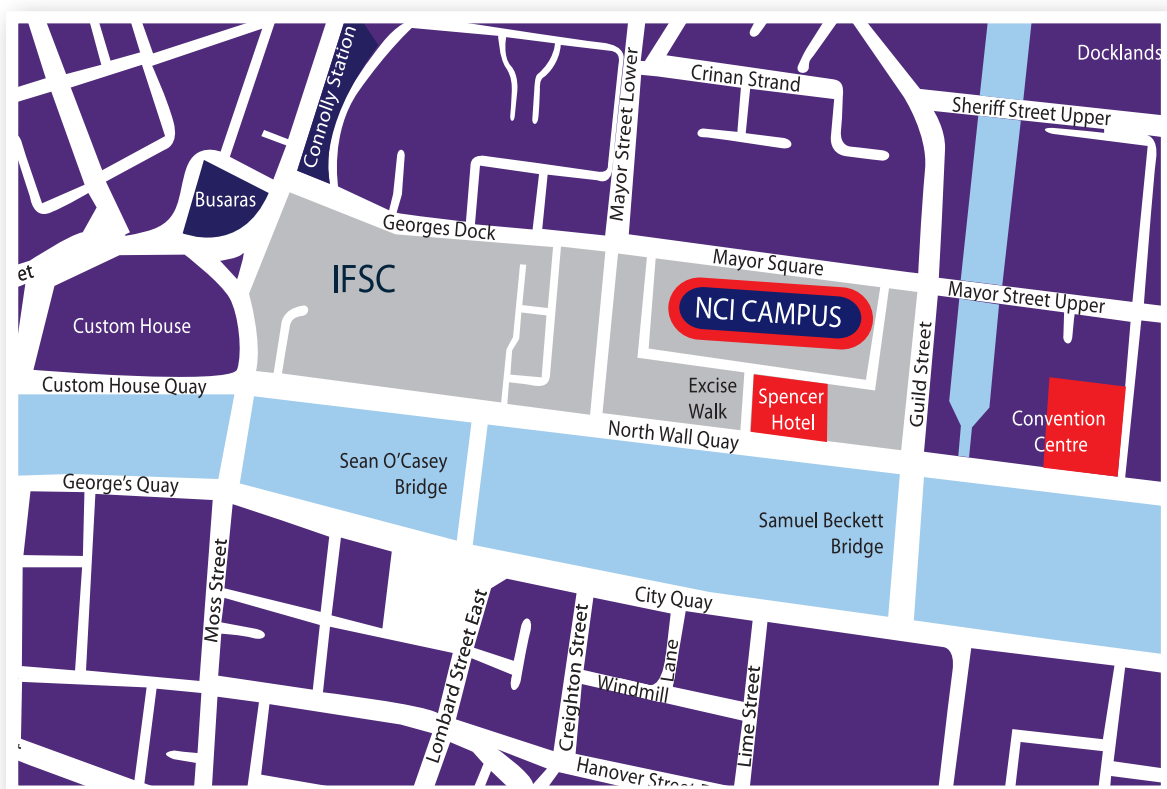 Docklands
Crinan Strand
Sheriff Street Upper
Connolly Station
Mayor Street Lower
Busaras
Georges Dock
Mayor Square
et
IFSC
Mayor Street Upper
NCI CAMPUS
Custom House
Guild Street
Custom House Quay
Excise
Walk
Spencer
Hotel
Convention
Centre
North Wall Quay
Sean O'Casey
Bridge
George's Quay
Samuel Beckett
Bridge
Moss Street
City Quay
Lombard Street East
Creighton Street
Lane
Windmill
Lime Street
Hanover Street